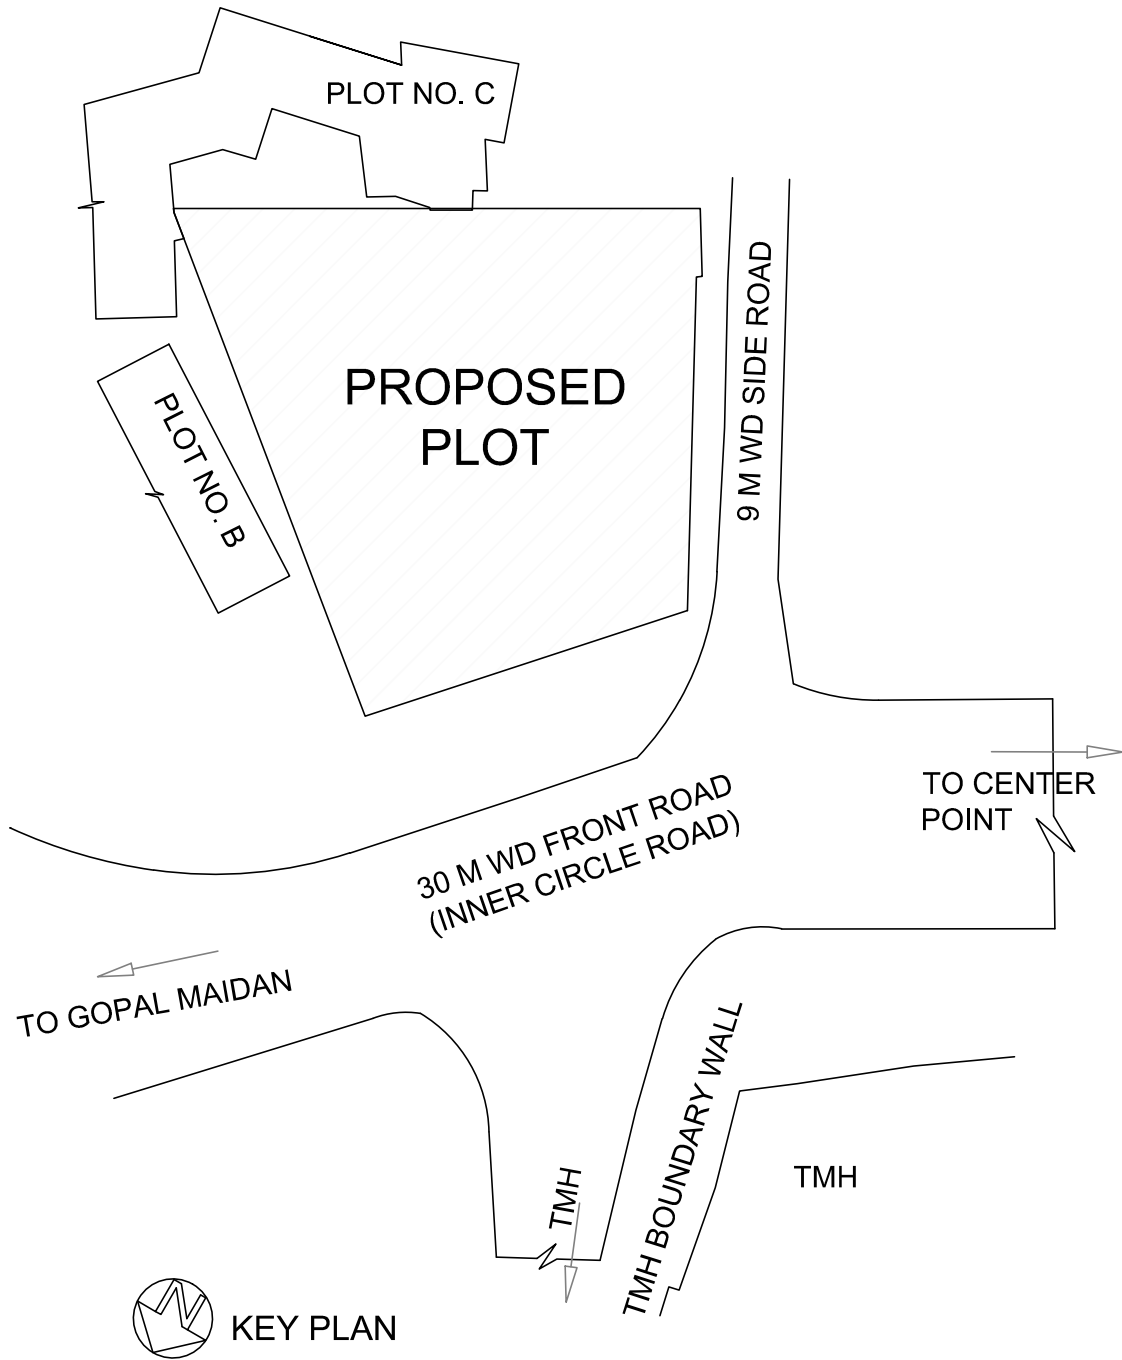 PLOT NO. C
9 M WD SIDE ROAD
PROPOSED
PLOT
PLOT NO. B
TO CENTER
POINT
30 M WD FRONT ROAD
(INNER CIRCLE ROAD)
TO GOPAL MAIDAN
TMH BOUNDARY WALL
TMH
TMH
N
KEY PLAN